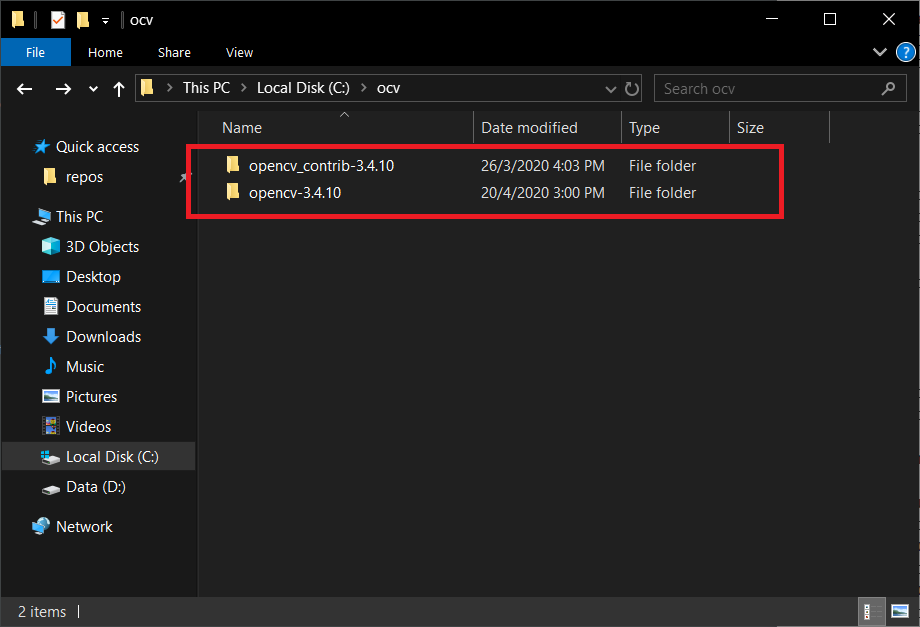 ocv
File Home Share View
This PC Local Disk (C:) ocv Search ocv
Name Date modified Type Size
Quick access
repos
This PC
3D Objects
Desktop
Documents
Downloads
Music
Pictures
Videos
Local Disk (C:)
Data (D:)
Network
opencv_contrib-3.4.10 26/3/2020 4:03 PM File folder
opencv-3.4.10 20/4/2020 3:00 PM File folder
2 items